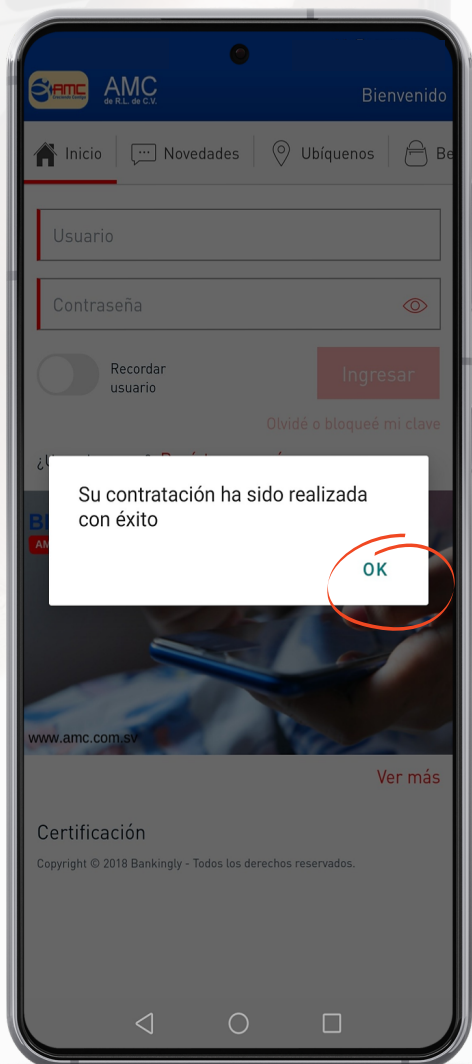 AMC
AMC
de R.L. de C.V.
Bienvenido
Inicio
Novedades
Ubíquenos
Be
Usuario
Contraseña
Recordar
usuario
Ingresar
Olvidé o bloqueé mi clave
Su contratación ha sido realizada
con éxito
OK
www.amc.com.sv
Ver más
Certificación
Copyright © 2018 Bankingly - Todos los derechos reservados.